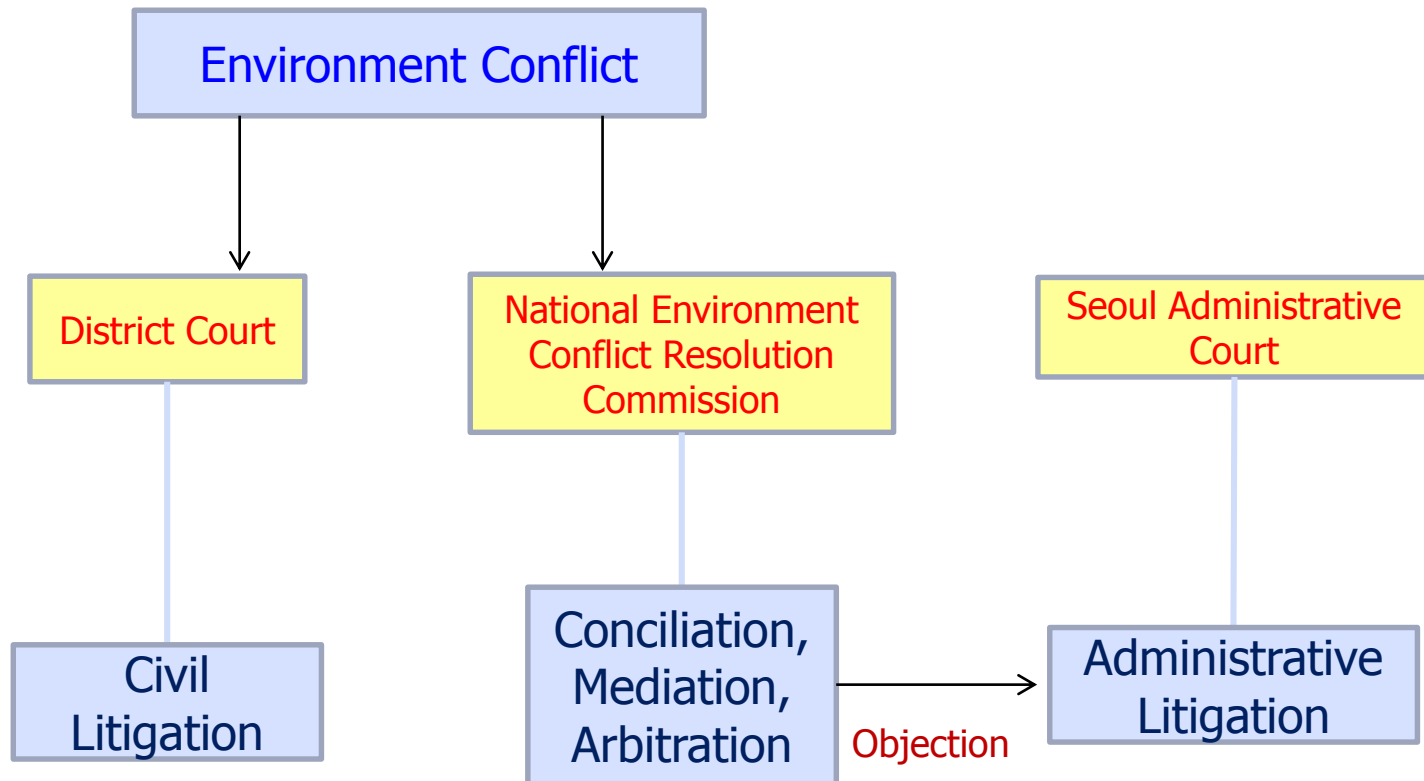 Environment Conflict
District Court
National Environment
Conflict Resolution
Commission
Seoul Administrative
Court
Civil
Litigation
Conciliation,
Mediation,
Arbitration
Objection
Administrative
Litigation